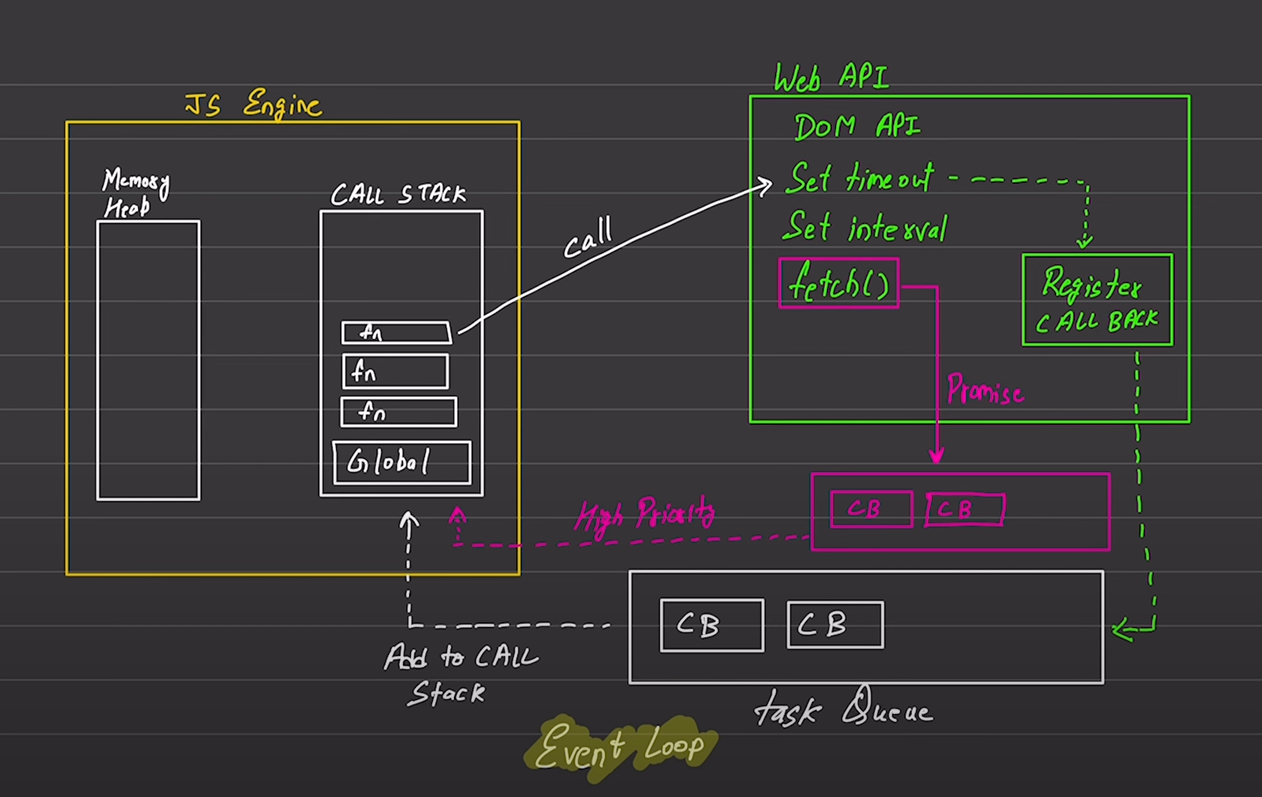 JS Engine
Memory
Heap
CALL STACK
fn
fn
fn
Global
call
Web API
DOM API
Set timeout
Set interval
fetch()
Register
CALL BACK
Promise
CB CB
High Priority
CB CB
Add to CALL
Stack
task Queue
Event Loop